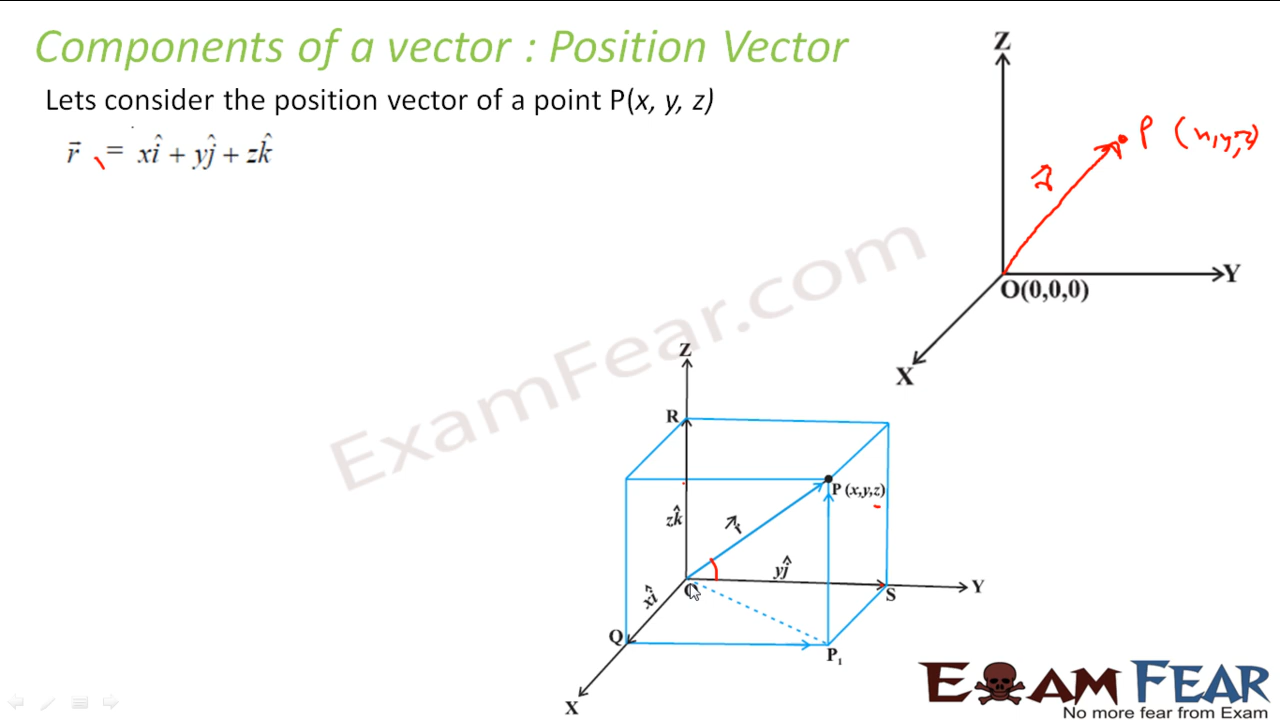 Components of a vector : Position Vector
Lets consider the position vector of a point P(x, y, z)
r⃗ = xî + yĵ + zk̂
Z
P (x,y,z)
r⃗
Y
O(0,0,0)
X
ExamFear.com
Z
R
P (x,y,z)
zk̂
r⃗
yĵ
O
Y
S
xî
Q
P₁
X
EXAM FEAR
No more fear from Exam